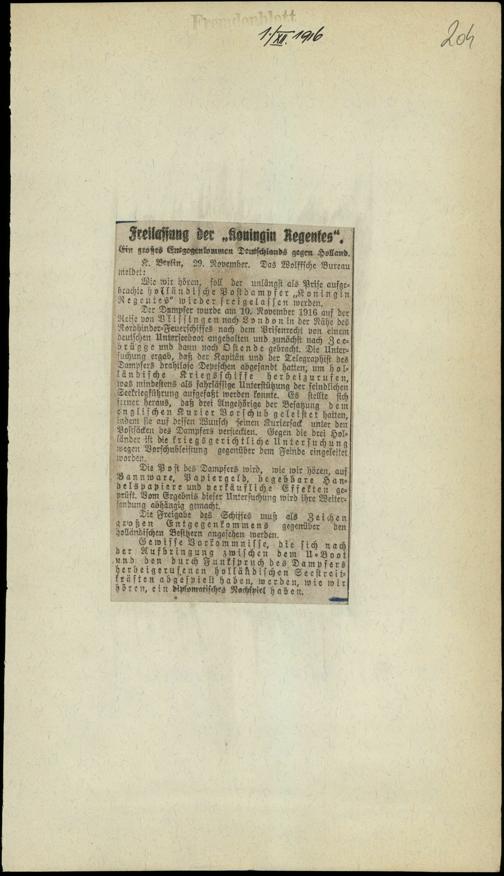 Fremdenblatt
1./XII. 1916
204
Freilassung der „Koningin Regentes“.
Ein großes Entgegenkommen Deutschlands gegen Holland.
K. Berlin, 29. November. Das Wolffsche Bureau
meldet:
Wie wir hören, soll der unlängst als Prise aufge-
brachte holländische Postdampfer „Koningin
Regentes“ wieder freigelassen werden.
Der Dampfer wurde am 10. November 1916 auf der
Reise von Vlissingen nach London in der Nähe des
Nordhinder-Feuerschiffes nach dem Prisenrecht von einem
deutschen Unterseeboot angehalten und zunächst nach Zee-
brügge und dann nach Ostende gebracht. Die Unter-
suchung ergab, daß der Kapitän und der Telegraphist des
Dampfers drahtlose Depeschen abgesandt hatten, um hol-
ländische Kriegsschiffe herbeizurufen,
was mindestens als fahrlässige Unterstützung der feindlichen
Seekriegführung aufgefaßt werden konnte. Es stellte sich
ferner heraus, daß drei Angehörige der Besatzung dem
englischen Kurier Vorschub geleistet hatten,
indem sie auf dessen Wunsch seinen Kuriersack unter den
Postsäcken des Dampfers versteckten. Gegen die drei Hol-
länder ist die kriegsgerichtliche Untersuchung
wegen Vorschubleistung gegenüber dem Feinde eingeleitet
worden.
Die Post des Dampfers wird, wie wir hören, auf
Bannware, Papiergeld, begebbare Han-
delspapiere und verkäufliche Effekten ge-
prüft. Vom Ergebnis dieser Untersuchung wird ihre Weiter-
sendung abhängig gemacht.
Die Freigabe des Schiffes muß als Zeichen
großen Entgegenkommens gegenüber den
holländischen Besitzern angesehen werden.
Gewisse Vorkommnisse, die sich nach
der Aufbringung zwischen dem U-Boot
und den durch Funkspruch des Dampfers
herbeigerufenen holländischen Seestreit-
kräften abgespielt haben, werden, wie wir
hören, ein diplomatisches Nachspiel haben.